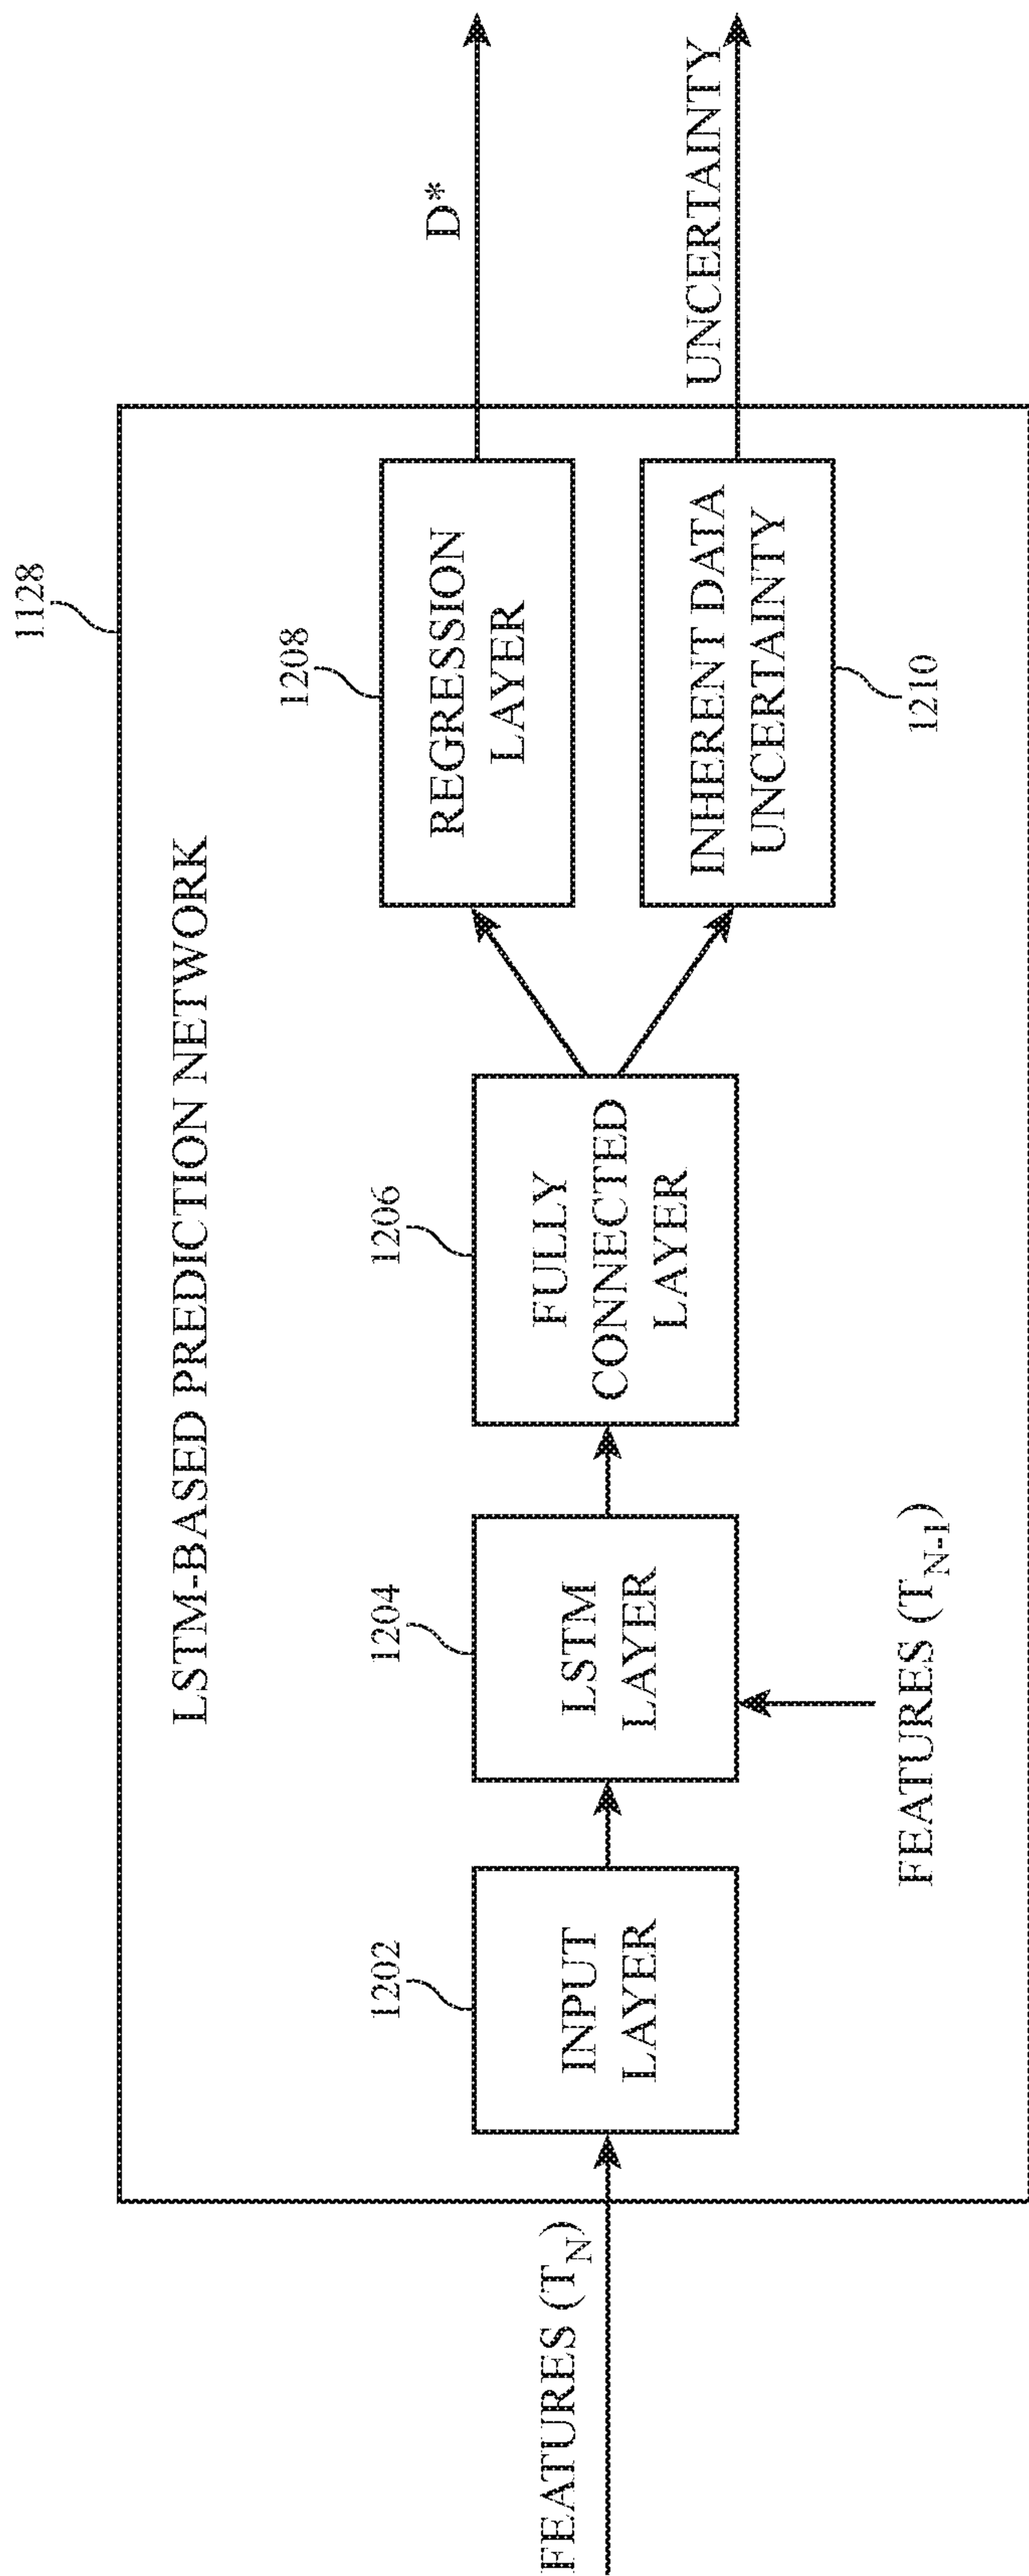 1128
LSTM-BASED PREDICTION NETWORK
FEATURES (T_N)
1202
INPUT
LAYER
1204
LSTM
LAYER
FEATURES (T_N-1)
1206
FULLY
CONNECTED
LAYER
1208
REGRESSION
LAYER
D*
INHERENT DATA
UNCERTAINTY
1210
UNCERTAINTY